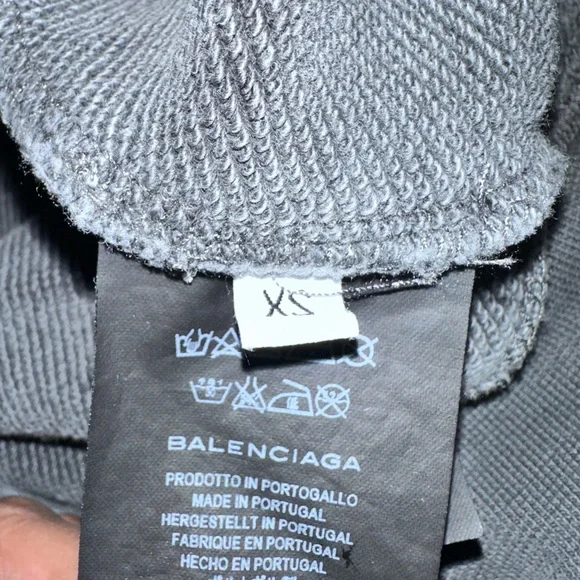 XS
BALENCIAGA
PRODOTTO IN PORTOGALLO
MADE IN PORTUGAL
HERGESTELLT IN PORTUGAL
FABRIQUE EN PORTUGAL
HECHO EN PORTUGAL